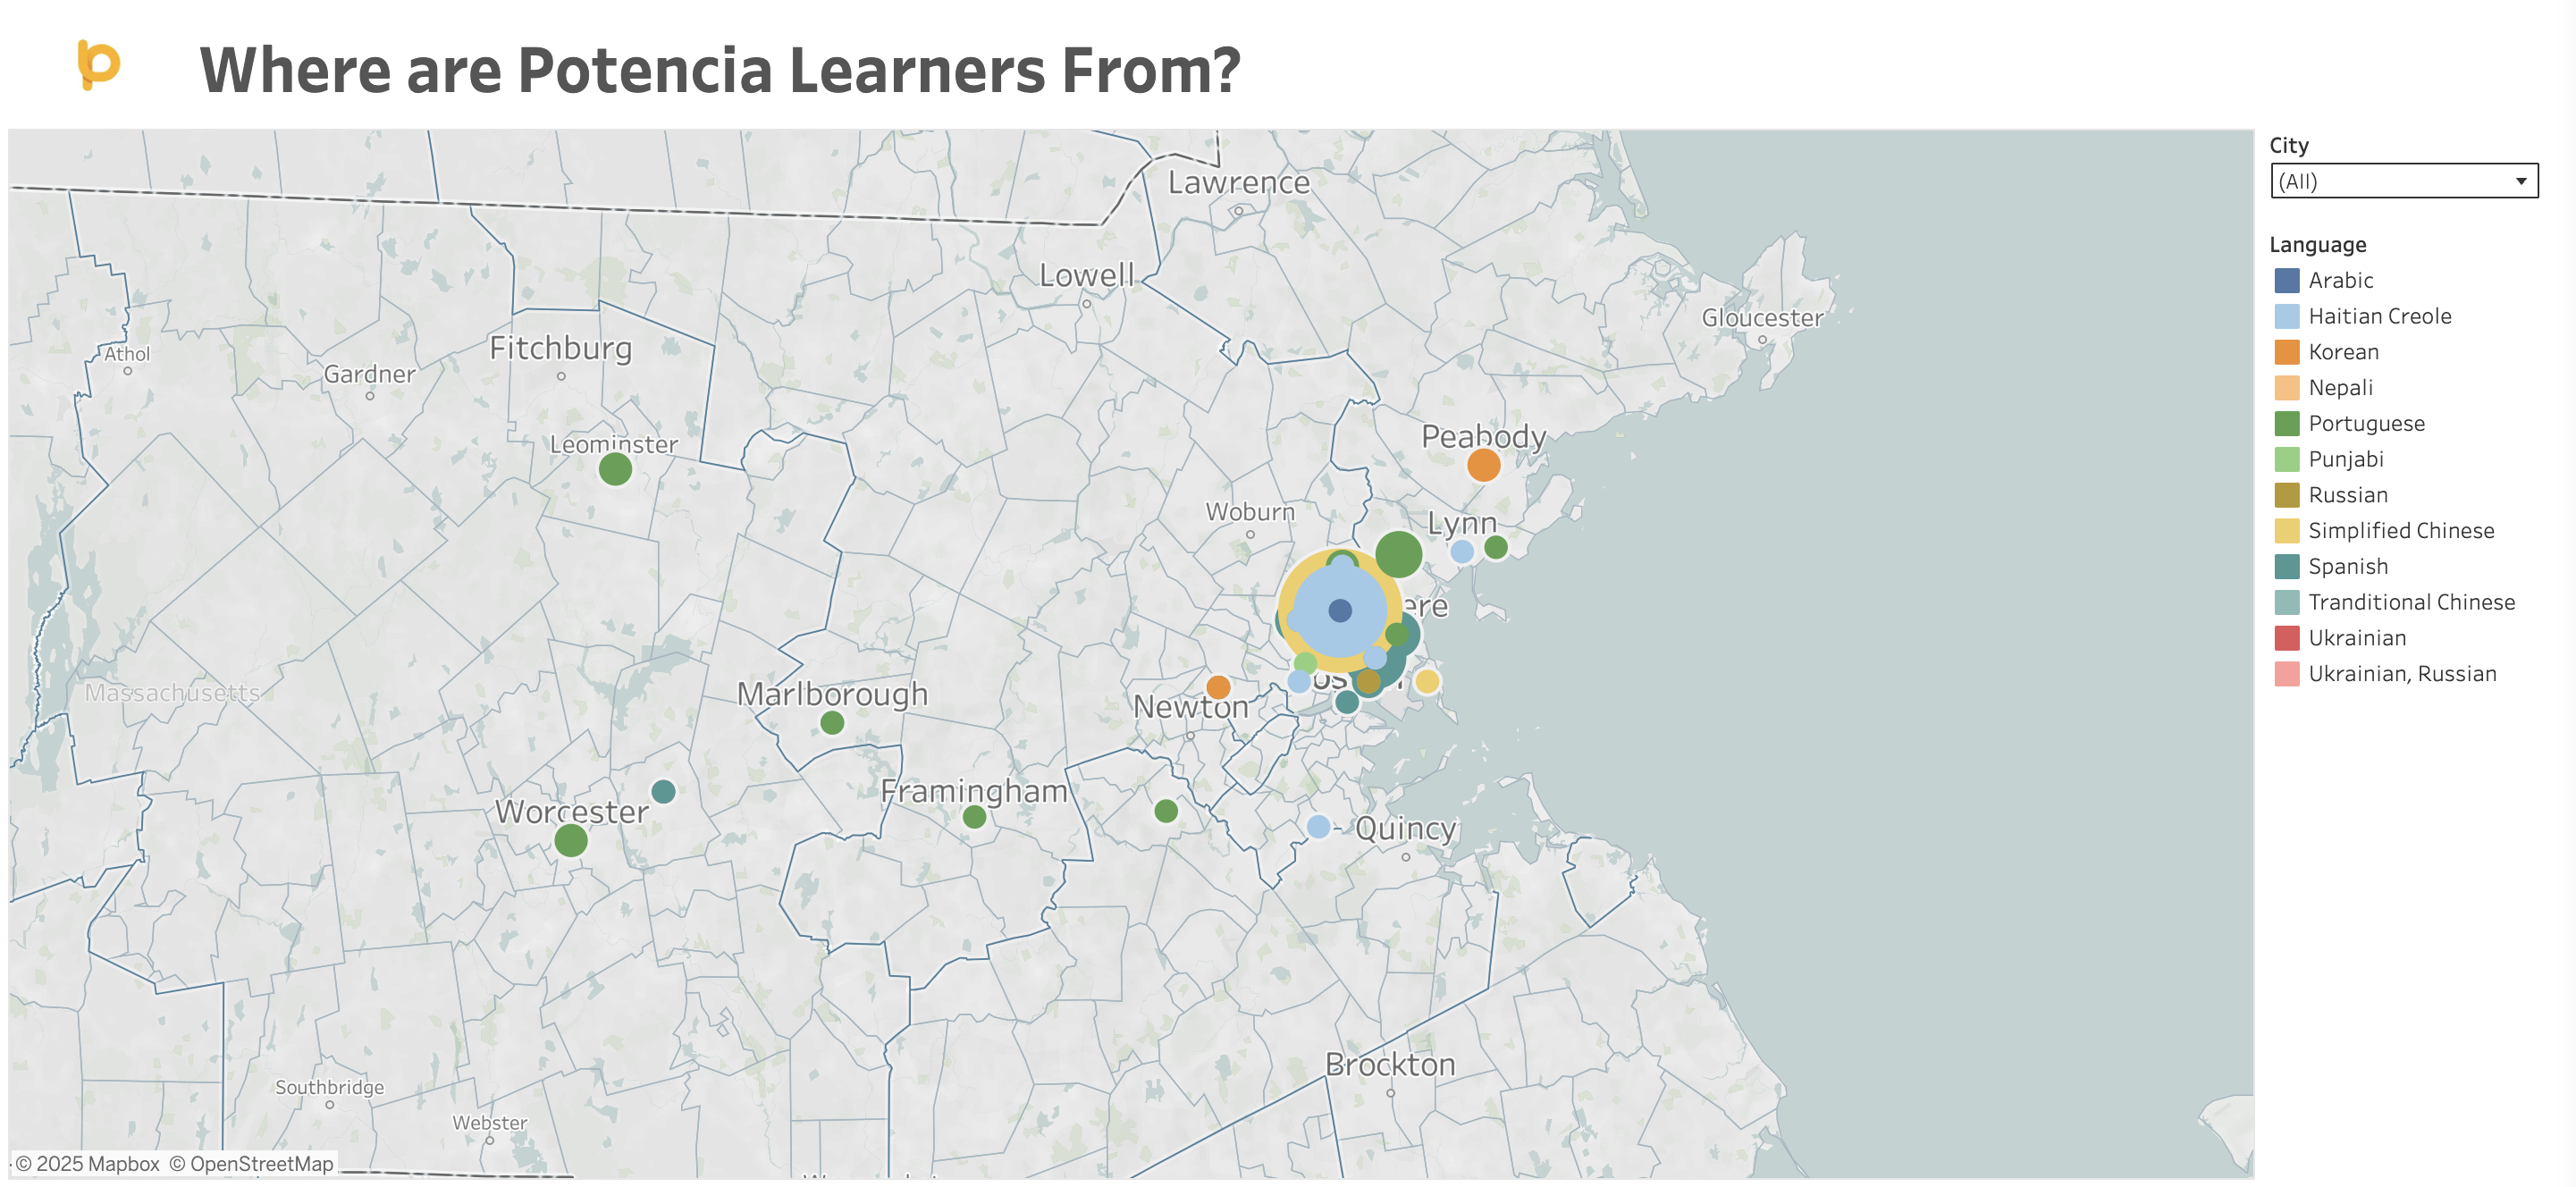 Where are Potencia Learners From?
City
(All)
Language
Arabic
Haitian Creole
Korean
Nepali
Portuguese
Punjabi
Russian
Simplified Chinese
Spanish
Tranditional Chinese
Ukrainian
Ukrainian, Russian
Lawrence
Lowell
Gloucester
Fitchburg
Athol
Gardner
Leominster
Peabody
Woburn
Lynn
ere
Massachusetts
Marlborough
Newton
Framingham
Worcester
Quincy
Brockton
Southbridge
Webster
© 2025 Mapbox © OpenStreetMap